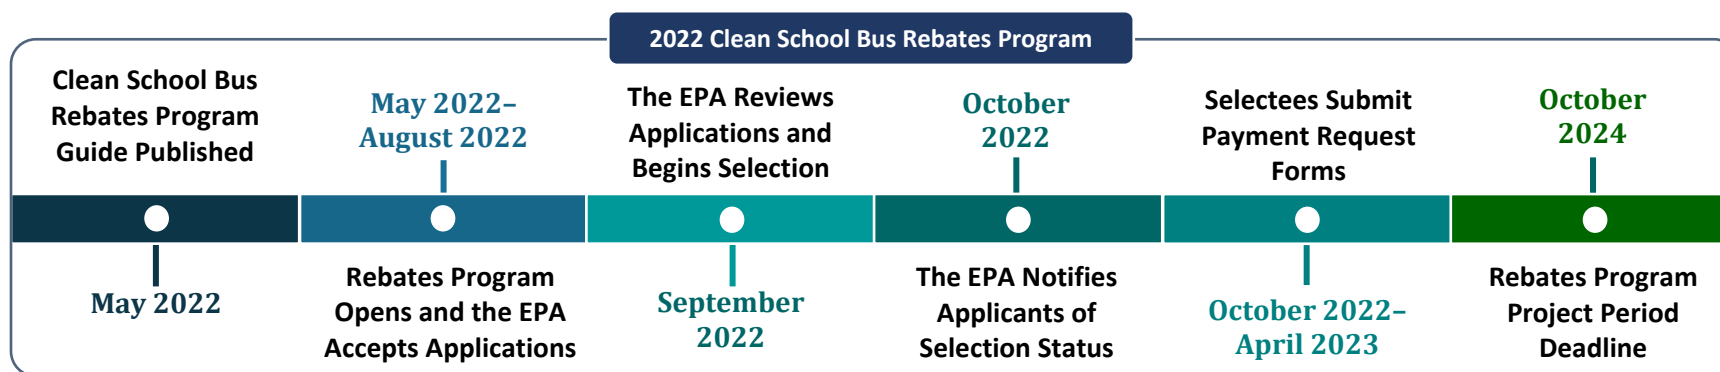 2022 Clean School Bus Rebates Program
Clean School Bus
Rebates Program
Guide Published
May 2022
May 2022–
August 2022
Rebates Program
Opens and the EPA
Accepts Applications
The EPA Reviews
Applications and
Begins Selection
September
2022
October
2022
The EPA Notifies
Applicants of
Selection Status
Selectees Submit
Payment Request
Forms
October 2022–
April 2023
October
2024
Rebates Program
Project Period
Deadline